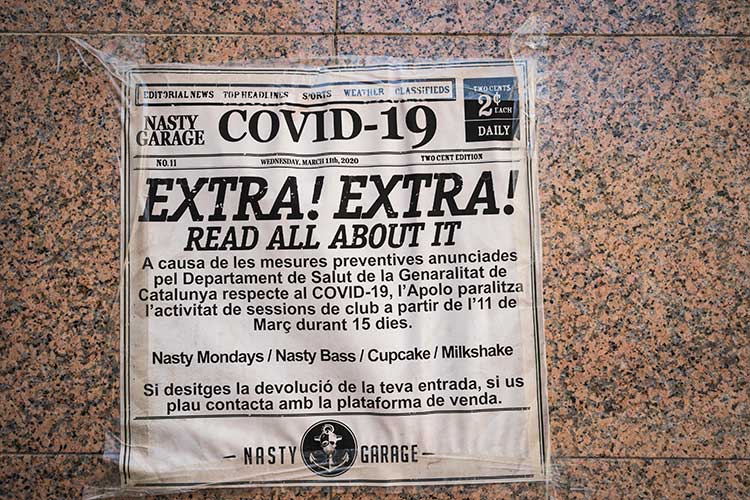 EDITORIAL NEWS TOP HEADLINES SPORTS WEATHER CLASSIFIEDS
TWO CENTS
2¢
EACH
DAILY
NASTY
GARAGE
COVID-19
NO.11 WEDNESDAY, MARCH 11th, 2020 TWO CENT EDITION
EXTRA! EXTRA!
READ ALL ABOUT IT
A causa de les mesures preventives anunciades
pel Departament de Salut de la Genaralitat de
Catalunya respecte al COVID-19, l'Apolo paralitza
l'activitat de sessions de club a partir de l'11 de
Març durant 15 dies.
Nasty Mondays / Nasty Bass / Cupcake / Milkshake
Si desitges la devolució de la teva entrada, si us
plau contacta amb la plataforma de venda.
NASTY GARAGE